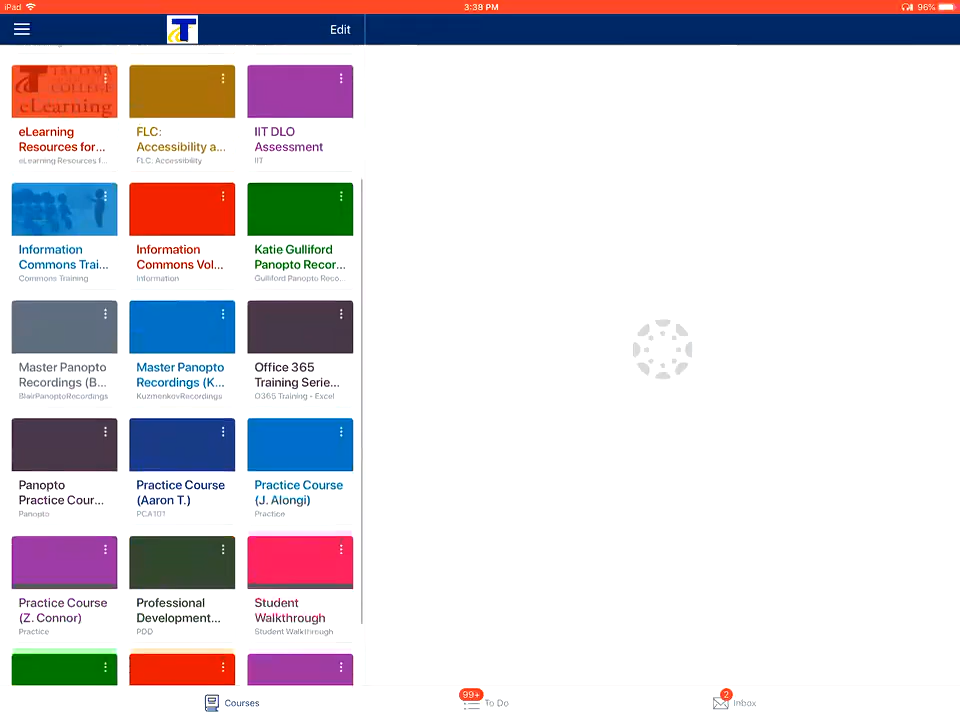 iPad
3:38 PM
96%
T
Edit
TACOMA
COLLEGE
eLearning
eLearning
Resources for...
eLearning Resources f...
FLC:
Accessibility a...
FLC: Accessibility
IIT DLO
Assessment
IIT
Information
Commons Trai...
Commons Training
Information
Commons Vol...
Information
Katie Gulliford
Panopto Recor...
Gulliford Panopto Reco...
Master Panopto
Recordings (B...
BlairPanoptoRecordings
Master Panopto
Recordings (K...
KuzmenkovRecordings
Office 365
Training Serie...
O365 Training - Excel
Panopto
Practice Cour...
Panopto
Practice Course
(Aaron T.)
PCA101
Practice Course
(J. Alongi)
Practice
Practice Course
(Z. Connor)
Practice
Professional
Development...
PDD
Student
Walkthrough
Student Walkthrough
Courses
99+
To Do
2
Inbox